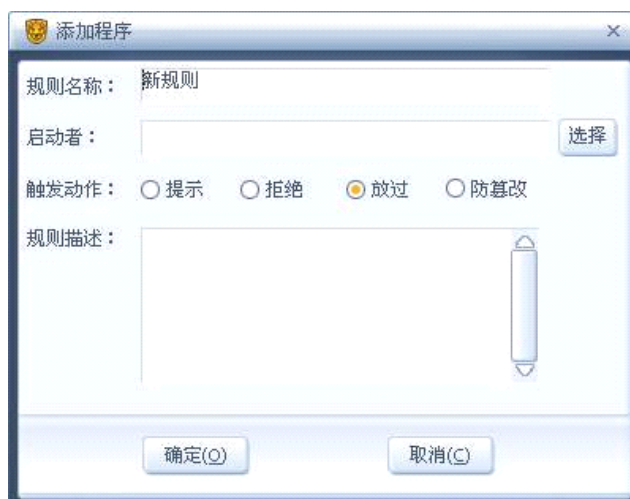 添加程序
规则名称：
新规则
启动者：
选择
触发动作： 提示 拒绝 放过 防篡改
规则描述：
确定(O)
取消(C)